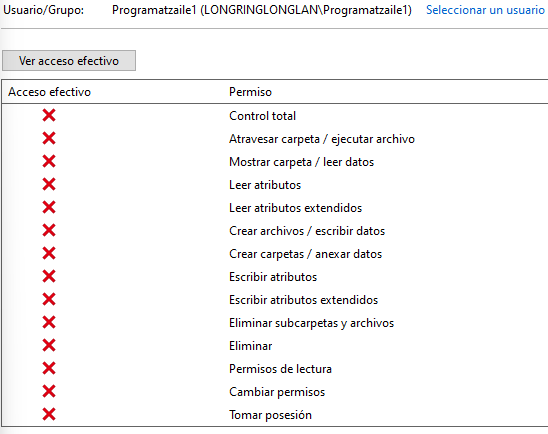 Usuario/Grupo: Programatzaile1 (LONGRINGLONGLAN\Programatzaile1) Seleccionar un usuario
Ver acceso efectivo
Acceso efectivo Permiso
Control total
Atravesar carpeta / ejecutar archivo
Mostrar carpeta / leer datos
Leer atributos
Leer atributos extendidos
Crear archivos / escribir datos
Crear carpetas / anexar datos
Escribir atributos
Escribir atributos extendidos
Eliminar subcarpetas y archivos
Eliminar
Permisos de lectura
Cambiar permisos
Tomar posesión